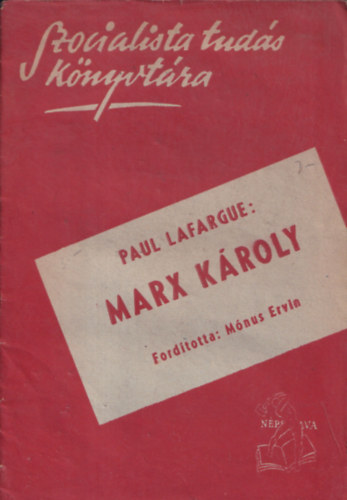 Szocialista tudás
Könyvtára
PAUL LAFARGUE:
MARX KÁROLY
Fordította: Mónus Ervin